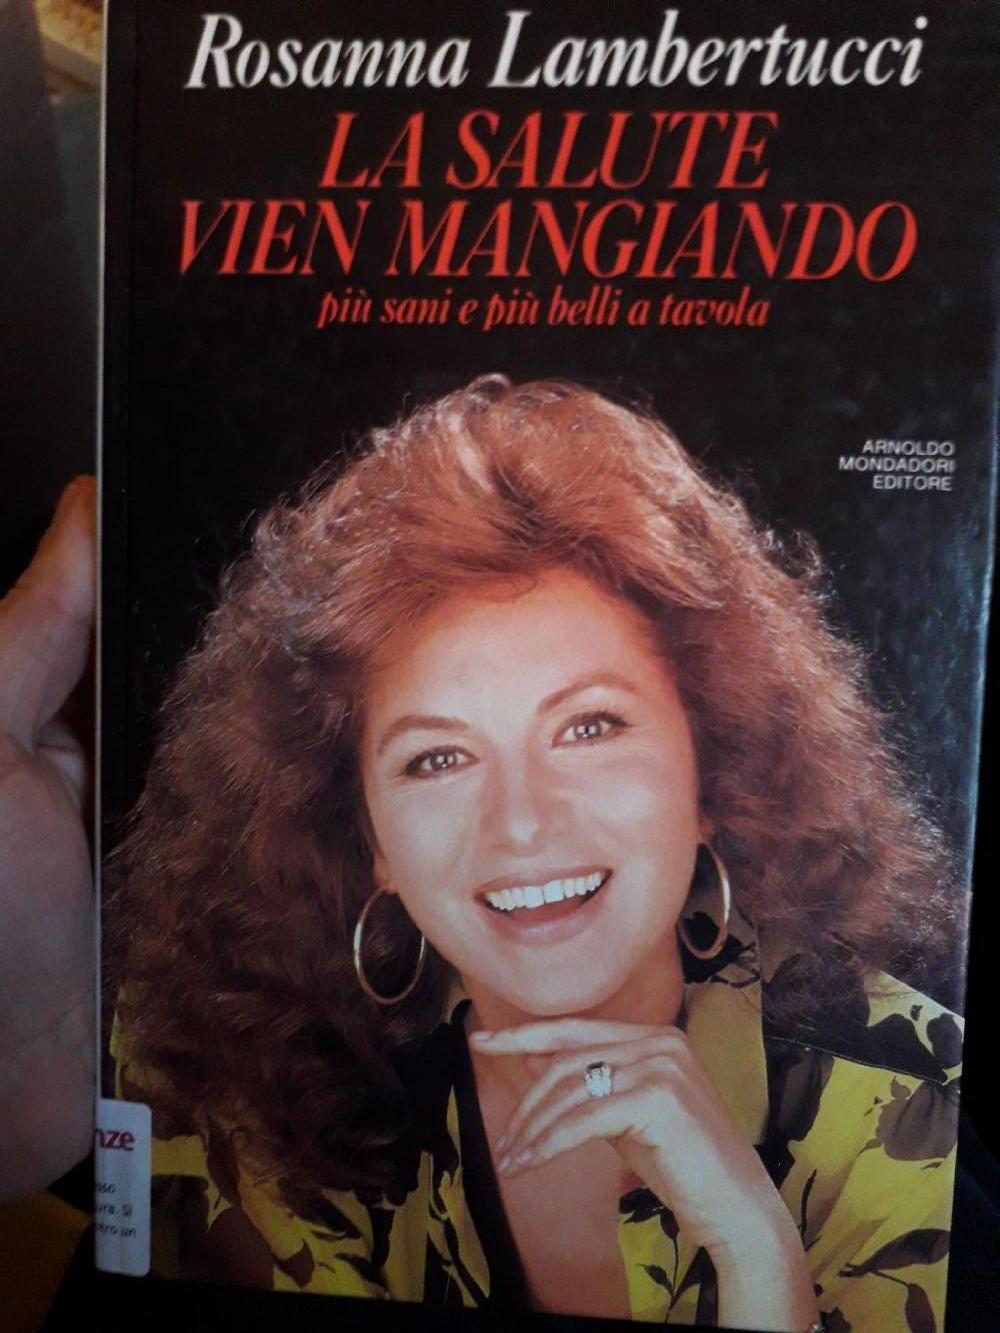 Rosanna Lambertucci
LA SALUTE
VIEN MANGIANDO
più sani e più belli a tavola
ARNOLDO
MONDADORI
EDITORE
nze